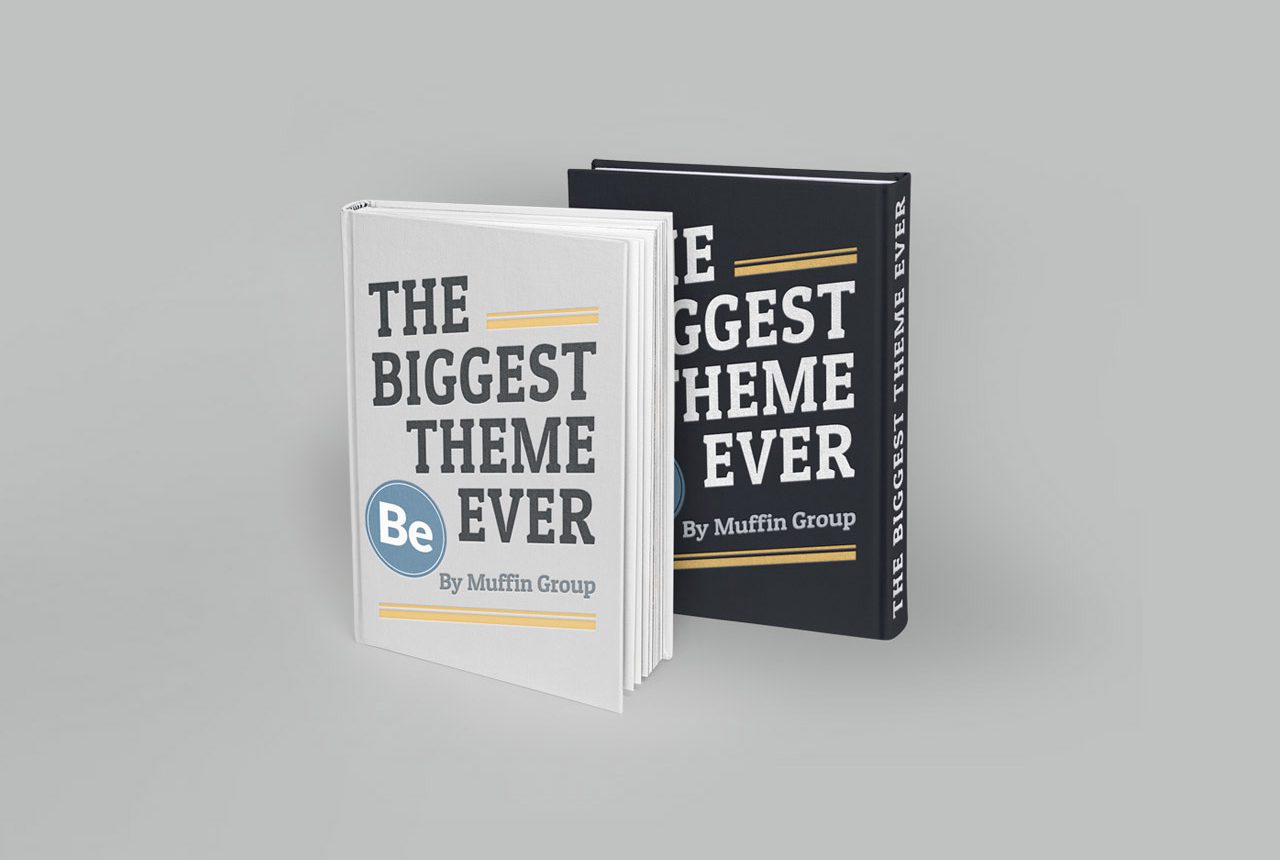 THE
BIGGEST
THEME
EVER
Be
By Muffin Group
HE
GGEST
THEME
EVER
By Muffin Group
THE BIGGEST THEME EVER